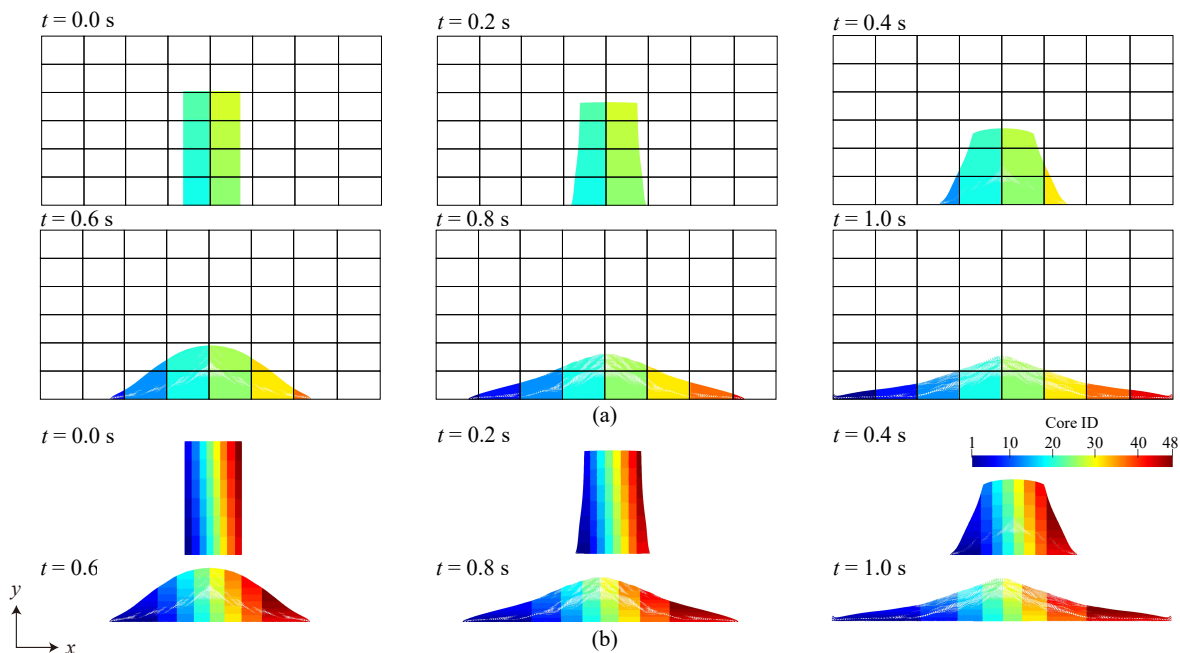 t = 0.0 s
t = 0.2 s
t = 0.4 s
t = 0.6 s
t = 0.8 s
t = 1.0 s
(a)
t = 0.0 s
t = 0.2 s
t = 0.4 s
Core ID
1 10 20 30 40 48
t = 0.6
t = 0.8 s
t = 1.0 s
y
x
(b)